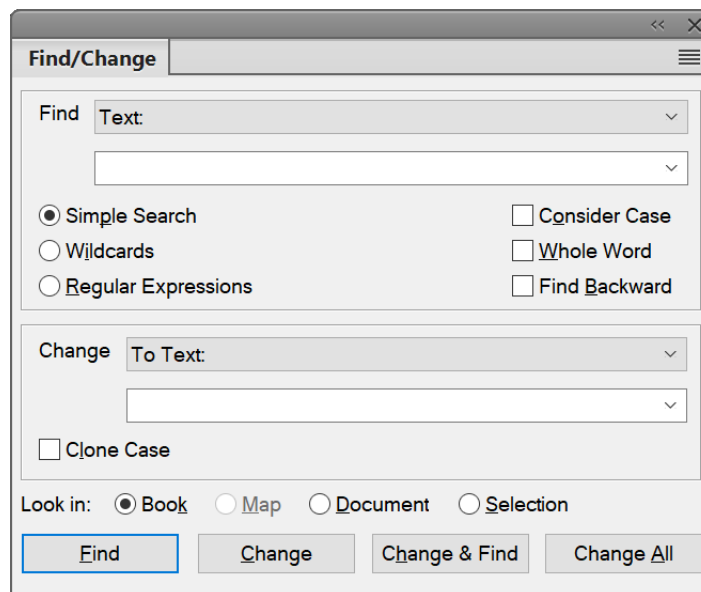 Find/Change
Find Text:
Simple Search Consider Case
Wildcards Whole Word
Regular Expressions Find Backward
Change To Text:
Clone Case
Look in: Book Map Document Selection
Find Change Change & Find Change All